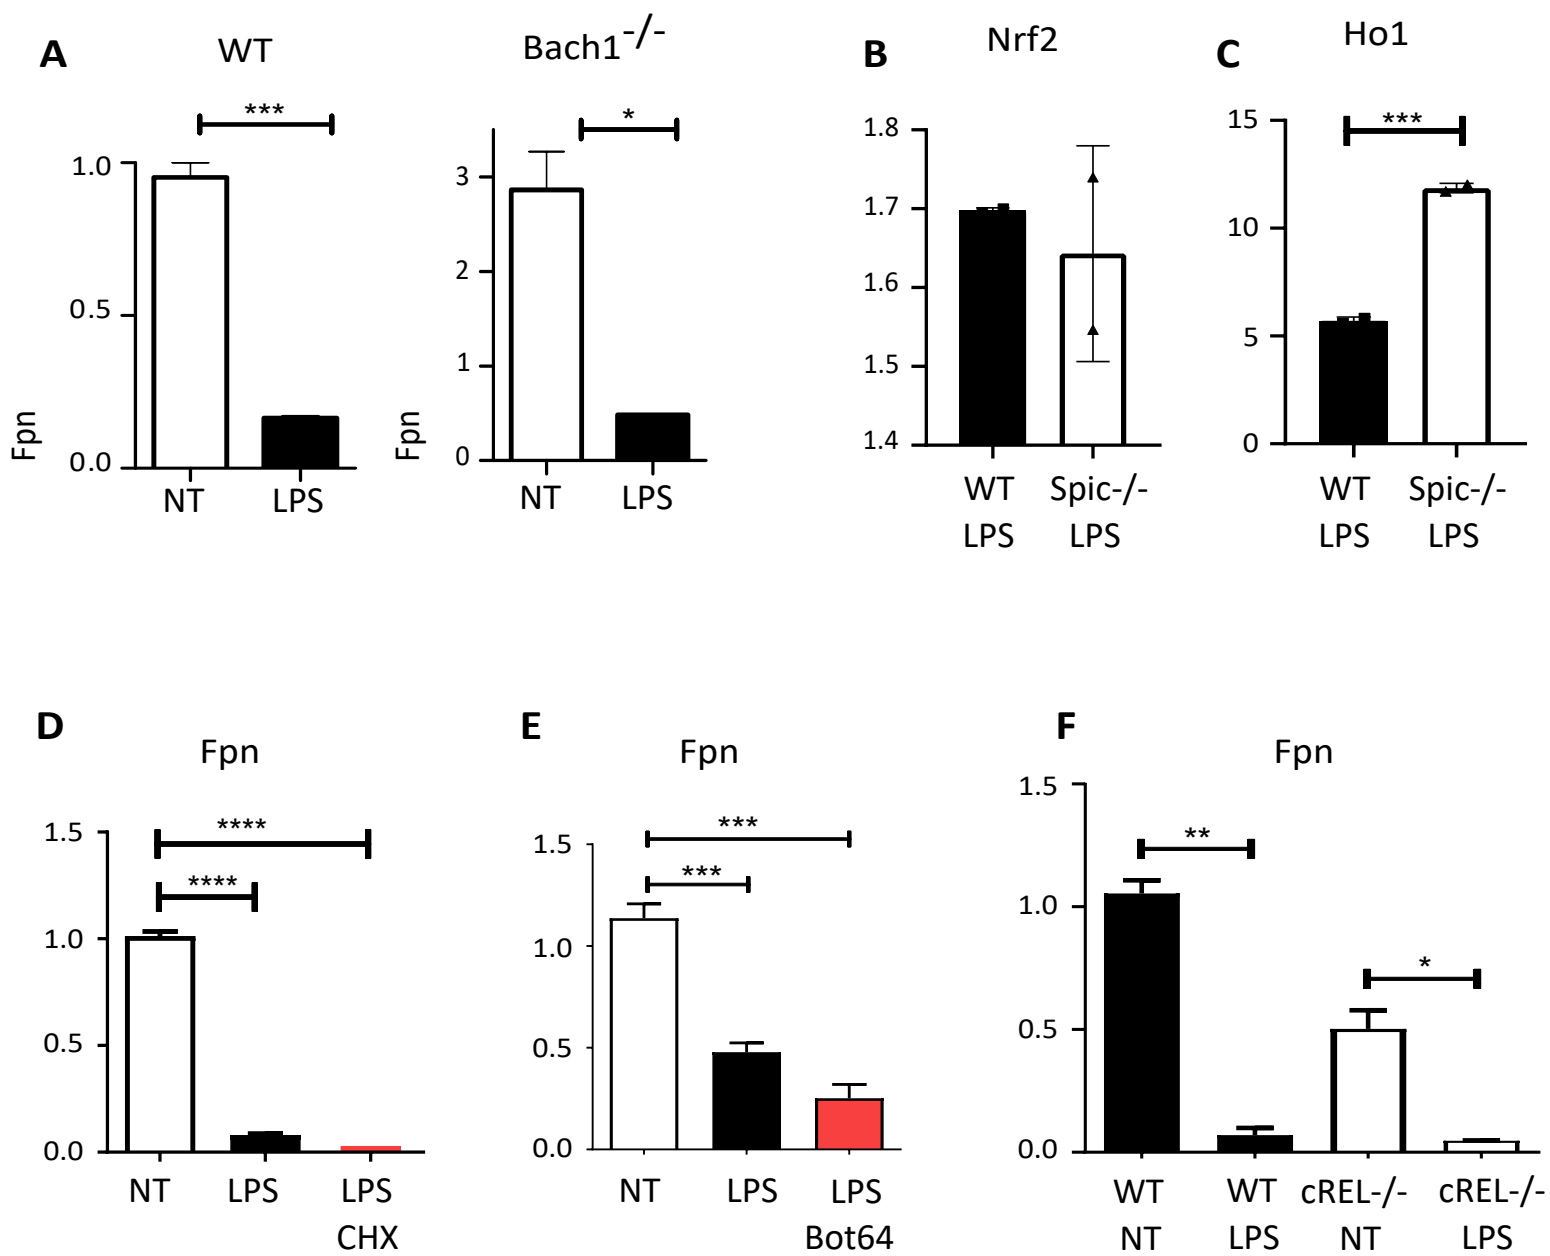 A
WT
Bach1-/-
B
Nrf2
C
Ho1
***
1.0
0.5
0.0
Fpn
NT
LPS
*
3
2
1
0
Fpn
NT
LPS
1.8
1.7
1.6
1.5
1.4
WT
LPS
Spic-/-
LPS
***
15
10
5
0
WT
LPS
Spic-/-
LPS
D
Fpn
****
****
1.5
1.0
0.5
0.0
NT
LPS
LPS
CHX
E
Fpn
***
***
1.5
1.0
0.5
0.0
NT
LPS
LPS
Bot64
F
Fpn
**
*
1.5
1.0
0.5
0.0
WT
NT
WT
LPS
cREL-/-
NT
cREL-/-
LPS